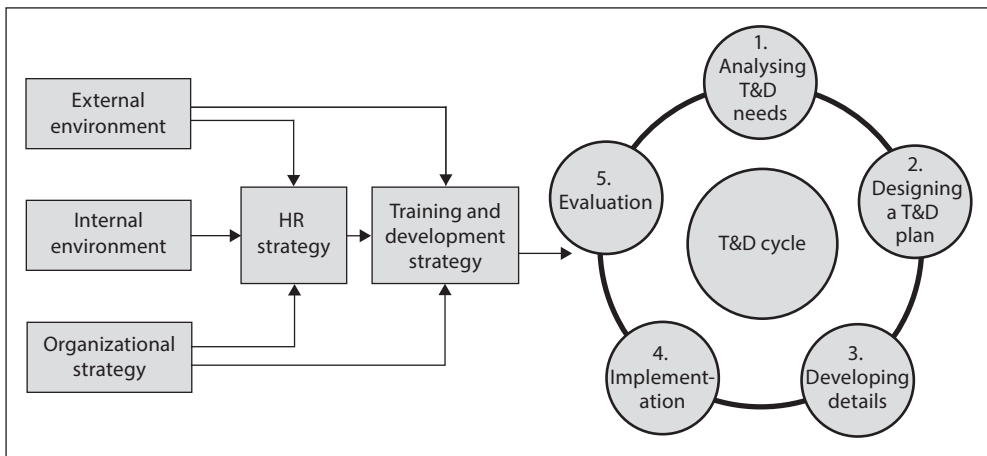 External
environment
Internal
environment
Organizational
strategy
HR
strategy
Training and
development
strategy
1.
Analysing
T&D
needs
2.
Designing
a T&D
plan
3.
Developing
details
4.
Implement-
ation
5.
Evaluation
T&D cycle